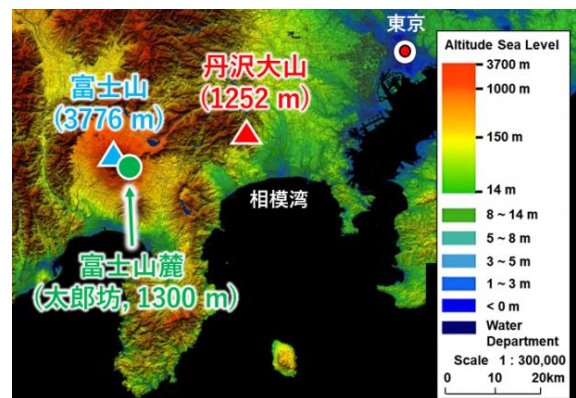 東京
富士山
(3776 m)
丹沢大山
(1252 m)
相模湾
富士山麓
(太郎坊, 1300 m)
Altitude Sea Level
3700 m
1000 m
150 m
14 m
8 ~ 14 m
5 ~ 8 m
3 ~ 5 m
1 ~ 3 m
< 0 m
Water
Department
Scale 1 : 300,000
0 10 20km